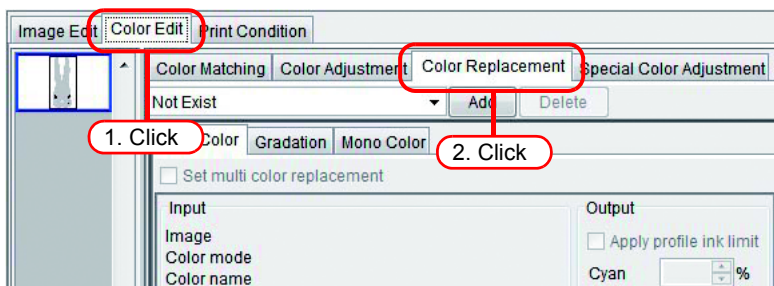 Image Edit Color Edit Print Condition
Color Matching Color Adjustment Color Replacement Special Color Adjustment
Not Exist Add Delete
1. Click
Color Gradation Mono Color
2. Click
Set multi color replacement
Input Output
Image Apply profile ink limit
Color mode
Color name Cyan %